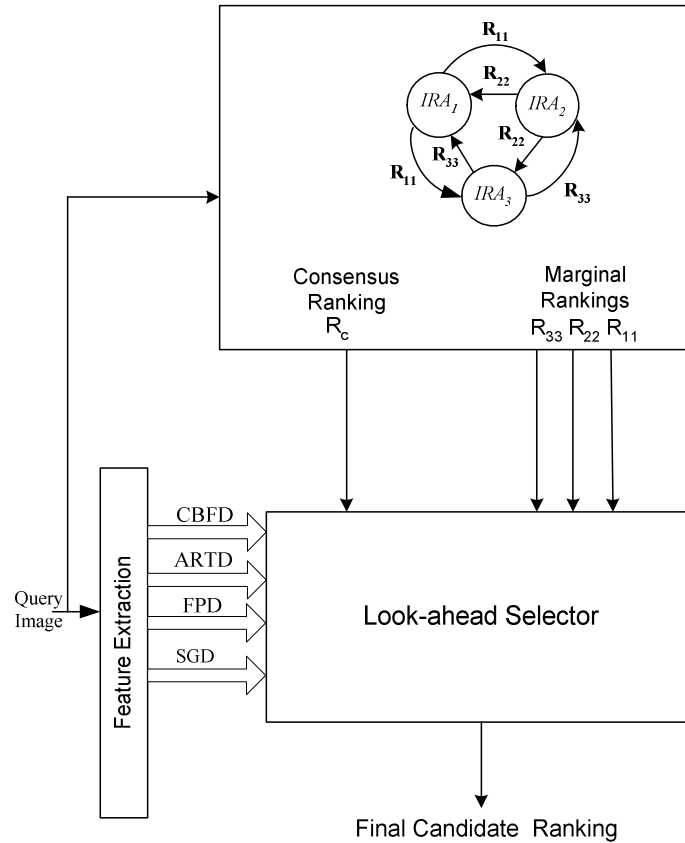 R11
R22
IRA1
IRA2
R22
R33
R11
IRA3
R33
Consensus
Ranking
Rc
Marginal
Rankings
R33 R22 R11
CBFD
ARTD
FPD
SGD
Query
Image
Feature Extraction
Look-ahead Selector
Final Candidate Ranking